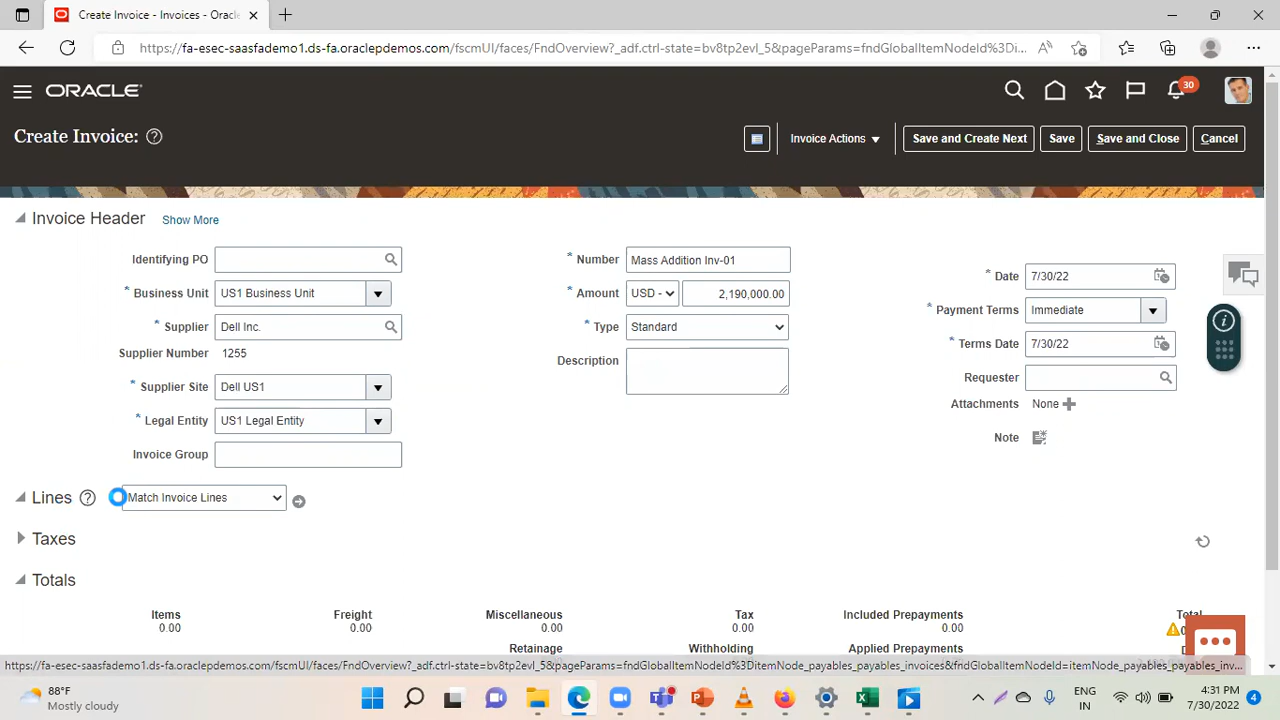 Create Invoice - Invoices - Oracl
https://fa-esec-saasfademo1.ds-fa.oraclepdemos.com/fscmUI/faces/FndOverview?_adf.ctrl-state=bv8tp2evl_5&pageParams=fndGlobalItemNodeId%3Di...
ORACLE
30
Create Invoice:
Invoice Actions
Save and Create Next
Save
Save and Close
Cancel
Invoice Header Show More
Identifying PO
* Number Mass Addition Inv-01
* Date 7/30/22
* Business Unit US1 Business Unit
* Amount USD - 2,190,000.00
* Payment Terms Immediate
* Supplier Dell Inc.
* Type Standard
* Terms Date 7/30/22
Supplier Number 1255
Description
Requester
* Supplier Site Dell US1
Attachments None
* Legal Entity US1 Legal Entity
Note
Invoice Group
Lines Match Invoice Lines
Taxes
Totals
Items Freight Miscellaneous Tax Included Prepayments Total
0.00 0.00 0.00 0.00 0.00
Retainage Withholding Applied Prepayments
https://fa-esec-saasfademo1.ds-fa.oraclepdemos.com/fscmUI/faces/FndOverview?_adf.ctrl-state=bv8tp2evl_5&pageParams=fndGlobalItemNodeId%3DitemNode_payables_payables_invoices&fndGlobalItemNodeId=itemNode_payables_payables_inv...
88°F
Mostly cloudy
ENG
IN
4:31 PM
7/30/2022
4